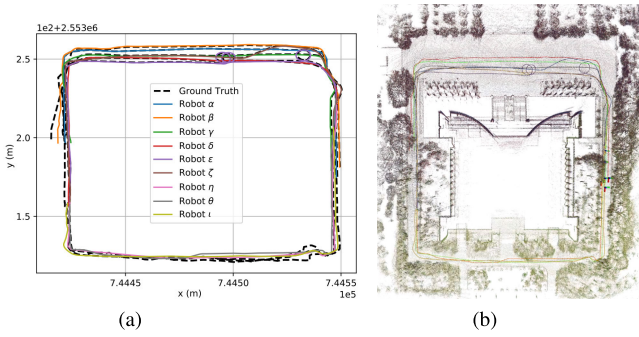 1e2+2.553e6
2.5
2.0
1.5
y (m)
Ground Truth
Robot α
Robot β
Robot γ
Robot δ
Robot ε
Robot ζ
Robot η
Robot θ
Robot ι
7.4445 7.4450 7.4455
x (m) 1e5
(a) (b)